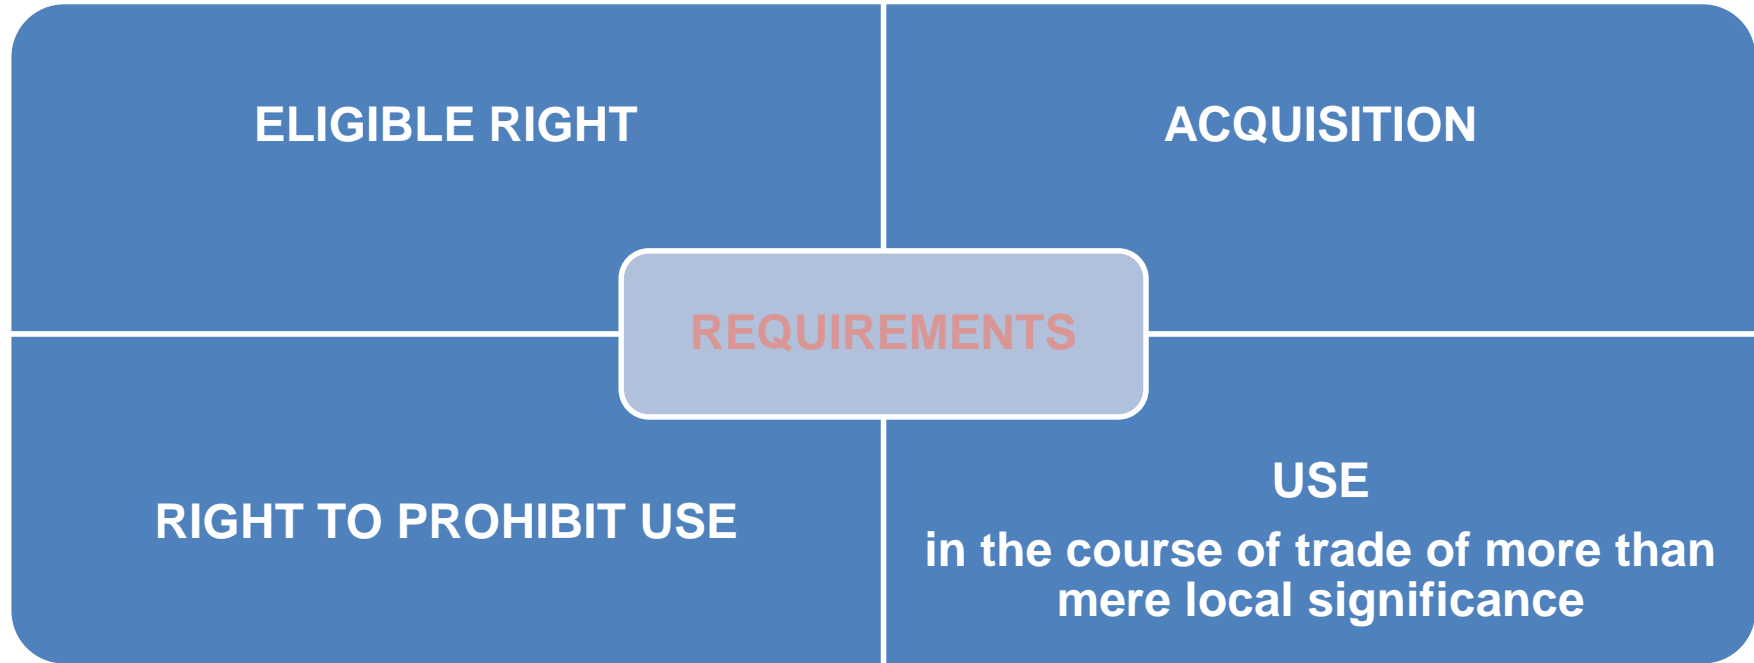 ELIGIBLE RIGHT
ACQUISITION
REQUIREMENTS
RIGHT TO PROHIBIT USE
USE
in the course of trade of more than
mere local significance